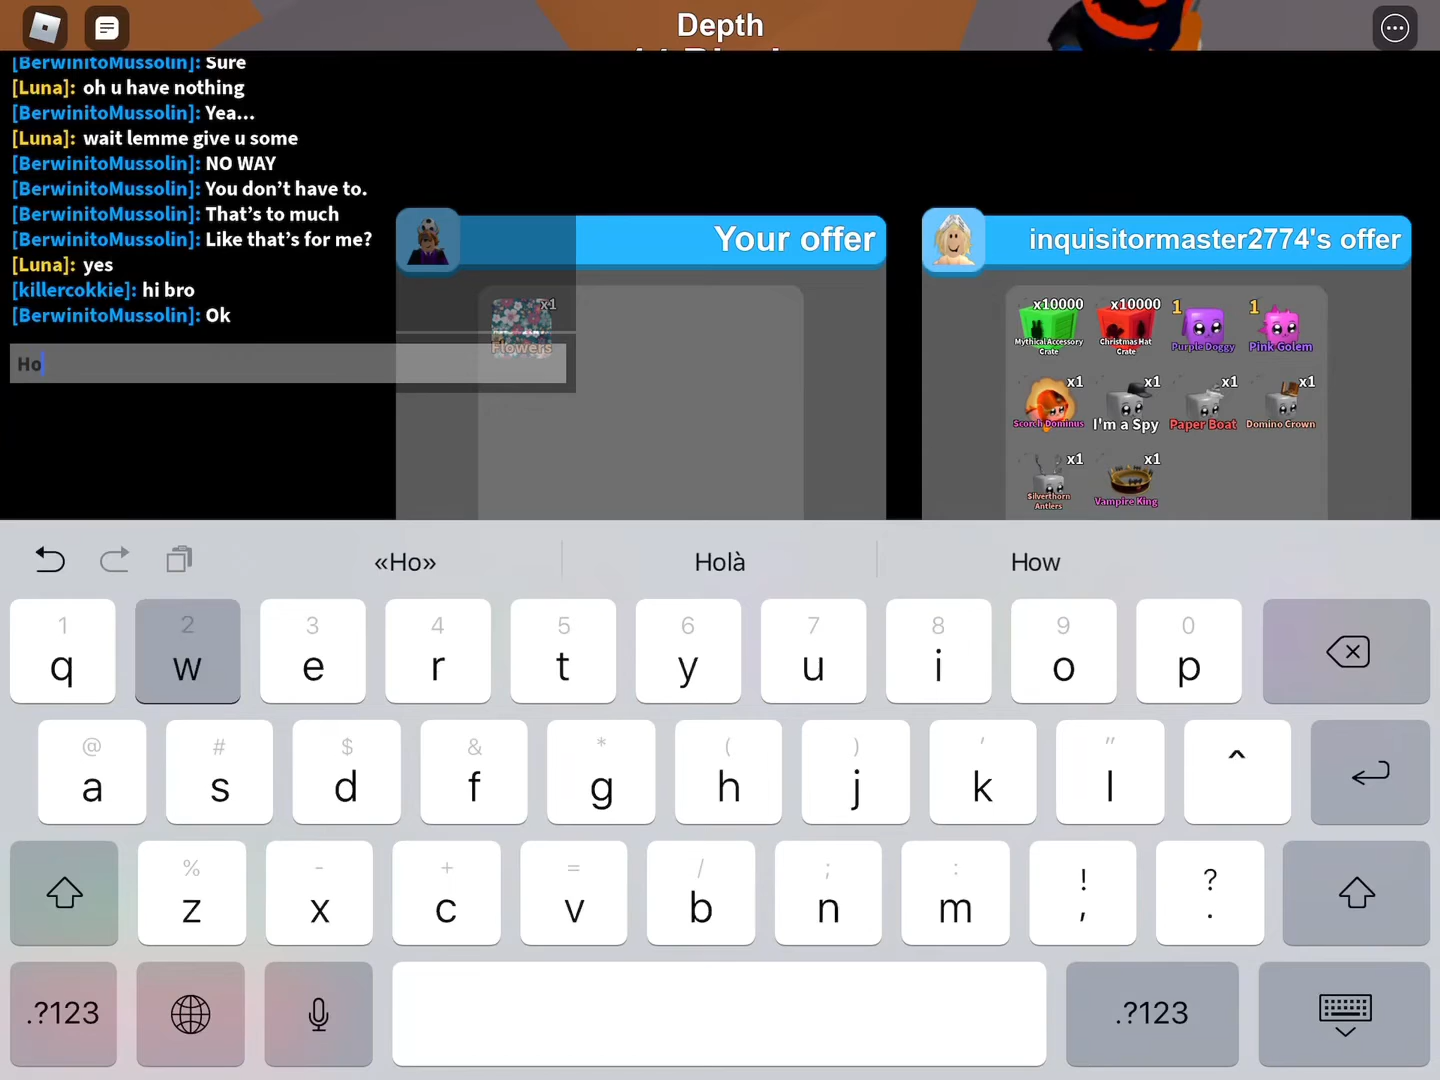 Depth
[BerwinitoMussolin]: Sure
[Luna]: oh u have nothing
[BerwinitoMussolin]: Yea...
[Luna]: wait lemme give u some
[BerwinitoMussolin]: NO WAY
[BerwinitoMussolin]: You don't have to.
[BerwinitoMussolin]: That's to much
[BerwinitoMussolin]: Like that's for me?
[Luna]: yes
[killercokkie]: hi bro
[BerwinitoMussolin]: Ok
Ho
Your offer
x1
Flowers
inquisitormaster2774's offer
x10000 x10000 1 1
Mythical Accessory Crate
Christmas Hat Crate
Purple Doggy
Pink Golem
x1 x1 x1 x1
Scorch Dominus I'm a Spy Paper Boat Domino Crown
x1 x1
Silverthorn Antlers
Vampire King
«Ho» Holà How
1 2 3 4 5 6 7 8 9 0
q w e r t y u i o p
@ # $ & * ( ) ' "
a s d f g h j k l ^
% - + = / ; : ! ?
z x c v b n m , .
.?123 .?123